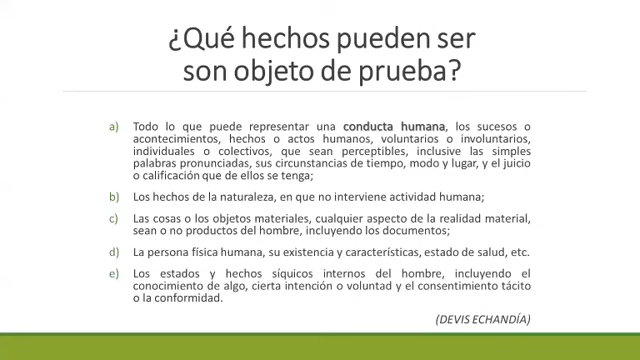 ¿Qué hechos pueden ser
son objeto de prueba?
a) Todo lo que puede representar una conducta humana, los sucesos o
acontecimientos, hechos o actos humanos, voluntarios o involuntarios,
individuales o colectivos, que sean perceptibles, inclusive las simples
palabras pronunciadas, sus circunstancias de tiempo, modo y lugar, y el juicio
o calificación que de ellos se tenga;
b) Los hechos de la naturaleza, en que no interviene actividad humana;
c) Las cosas o los objetos materiales, cualquier aspecto de la realidad material,
sean o no productos del hombre, incluyendo los documentos;
d) La persona física humana, su existencia y características, estado de salud, etc.
e) Los estados y hechos síquicos internos del hombre, incluyendo el
conocimiento de algo, cierta intención o voluntad y el consentimiento tácito
o la conformidad.
(DEVIS ECHANDÍA)